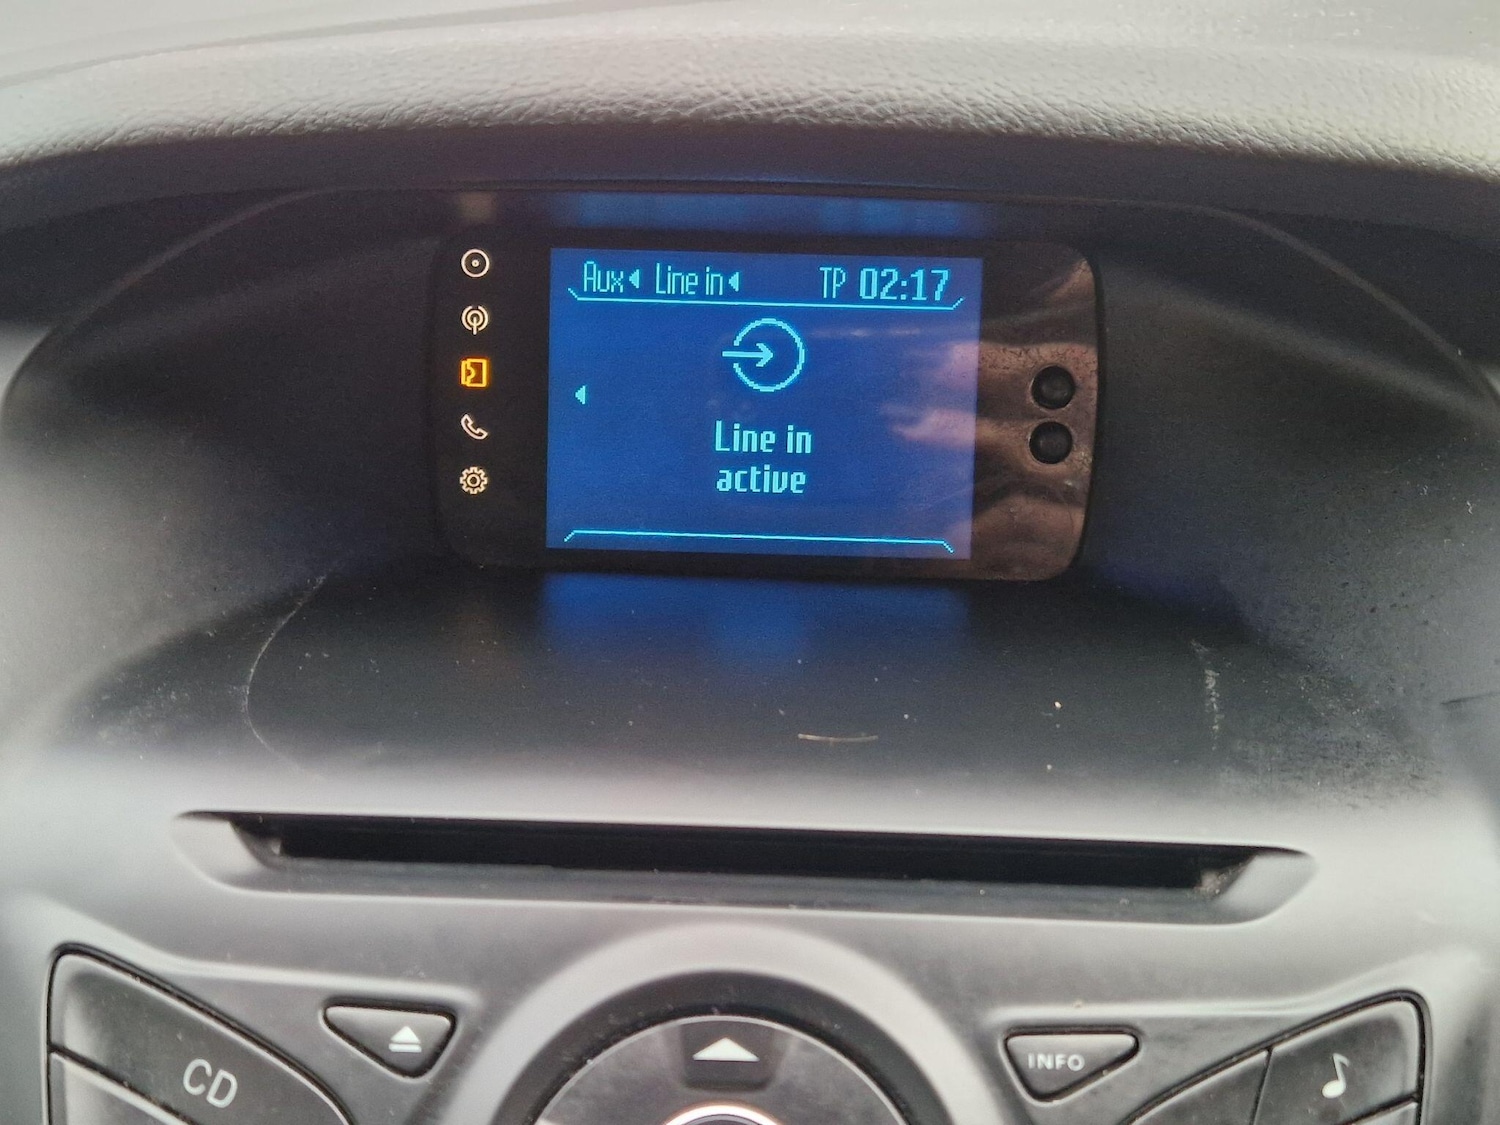 Aux Line in TP 02:17
Line in
active
CD
INFO